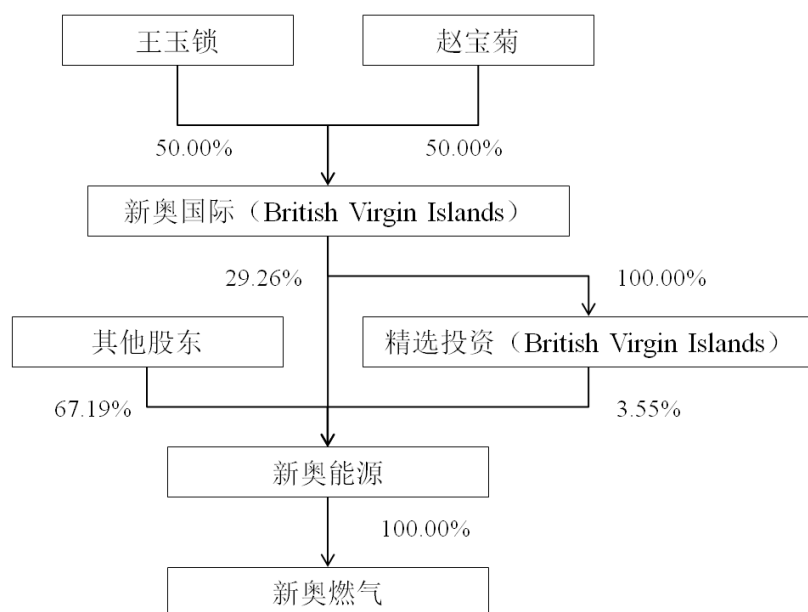 王玉锁
赵宝菊
50.00%
50.00%
新奥国际（British Virgin Islands）
29.26%
100.00%
其他股东
精选投资（British Virgin Islands）
67.19%
3.55%
新奥能源
100.00%
新奥燃气